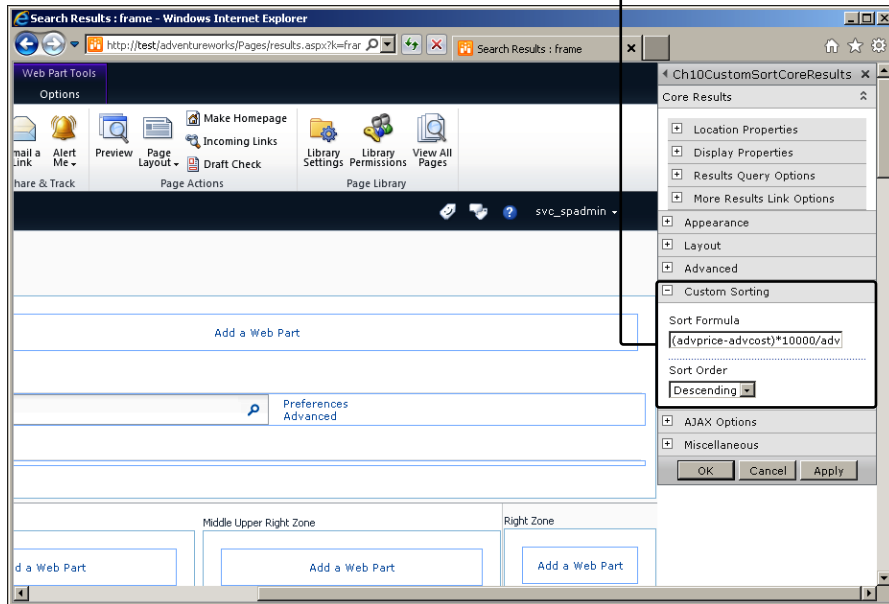 Search Results : frame - Windows Internet Explorer
http://test/adventureworks/Pages/results.aspx?k=frar
Search Results : frame
Web Part Tools
Options
mail a Link
Alert Me
Preview
Page Layout
Make Homepage
Incoming Links
Draft Check
Library Settings
Library Permissions
View All Pages
hare & Track
Page Actions
Page Library
svc_spadmin
Add a Web Part
Preferences
Advanced
Middle Upper Right Zone
Right Zone
d a Web Part
Add a Web Part
Add a Web Part
Ch10CustomSortCoreResults
Core Results
Location Properties
Display Properties
Results Query Options
More Results Link Options
Appearance
Layout
Advanced
Custom Sorting
Sort Formula
(advprice-advcost)*10000/adv
Sort Order
Descending
AJAX Options
Miscellaneous
OK Cancel Apply